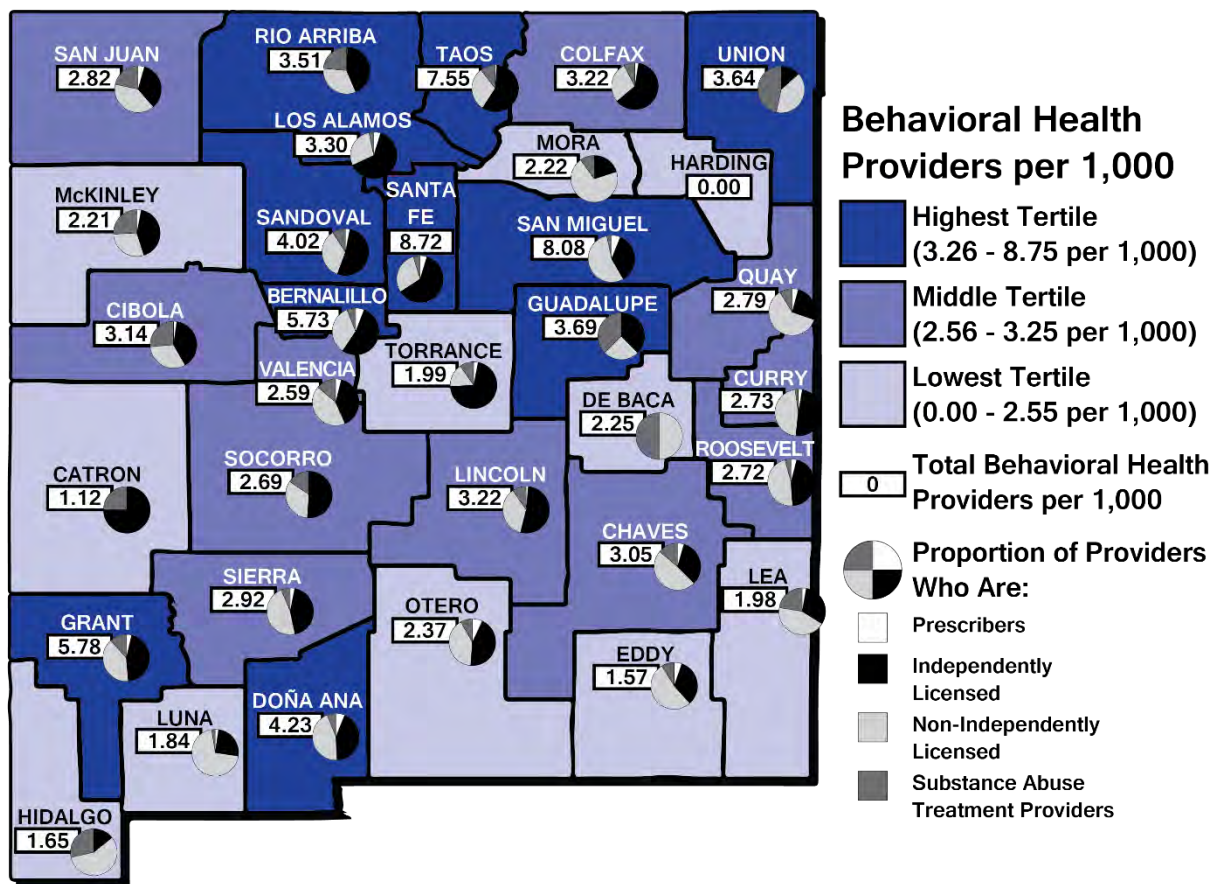 SAN JUAN
2.82
RIO ARRIBA
3.51
TAOS
7.55
COLFAX
3.22
UNION
3.64
LOS ALAMOS
3.30
MORA
2.22
HARDING
0.00
McKINLEY
2.21
SANDOVAL
4.02
SANTA
FE
8.72
SAN MIGUEL
8.08
QUAY
2.79
CIBOLA
3.14
BERNALILLO
5.73
GUADALUPE
3.69
TORRANCE
1.99
VALENCIA
2.59
DE BACA
2.25
CURRY
2.73
ROOSEVELT
2.72
CATRON
1.12
SOCORRO
2.69
LINCOLN
3.22
CHAVES
3.05
LEA
1.98
SIERRA
2.92
OTERO
2.37
EDDY
1.57
GRANT
5.78
DOÑA ANA
4.23
LUNA
1.84
HIDALGO
1.65
Behavioral Health
Providers per 1,000
Highest Tertile
(3.26 - 8.75 per 1,000)
Middle Tertile
(2.56 - 3.25 per 1,000)
Lowest Tertile
(0.00 - 2.55 per 1,000)
0
Total Behavioral Health
Providers per 1,000
Proportion of Providers
Who Are:
Prescribers
Independently
Licensed
Non-Independently
Licensed
Substance Abuse
Treatment Providers